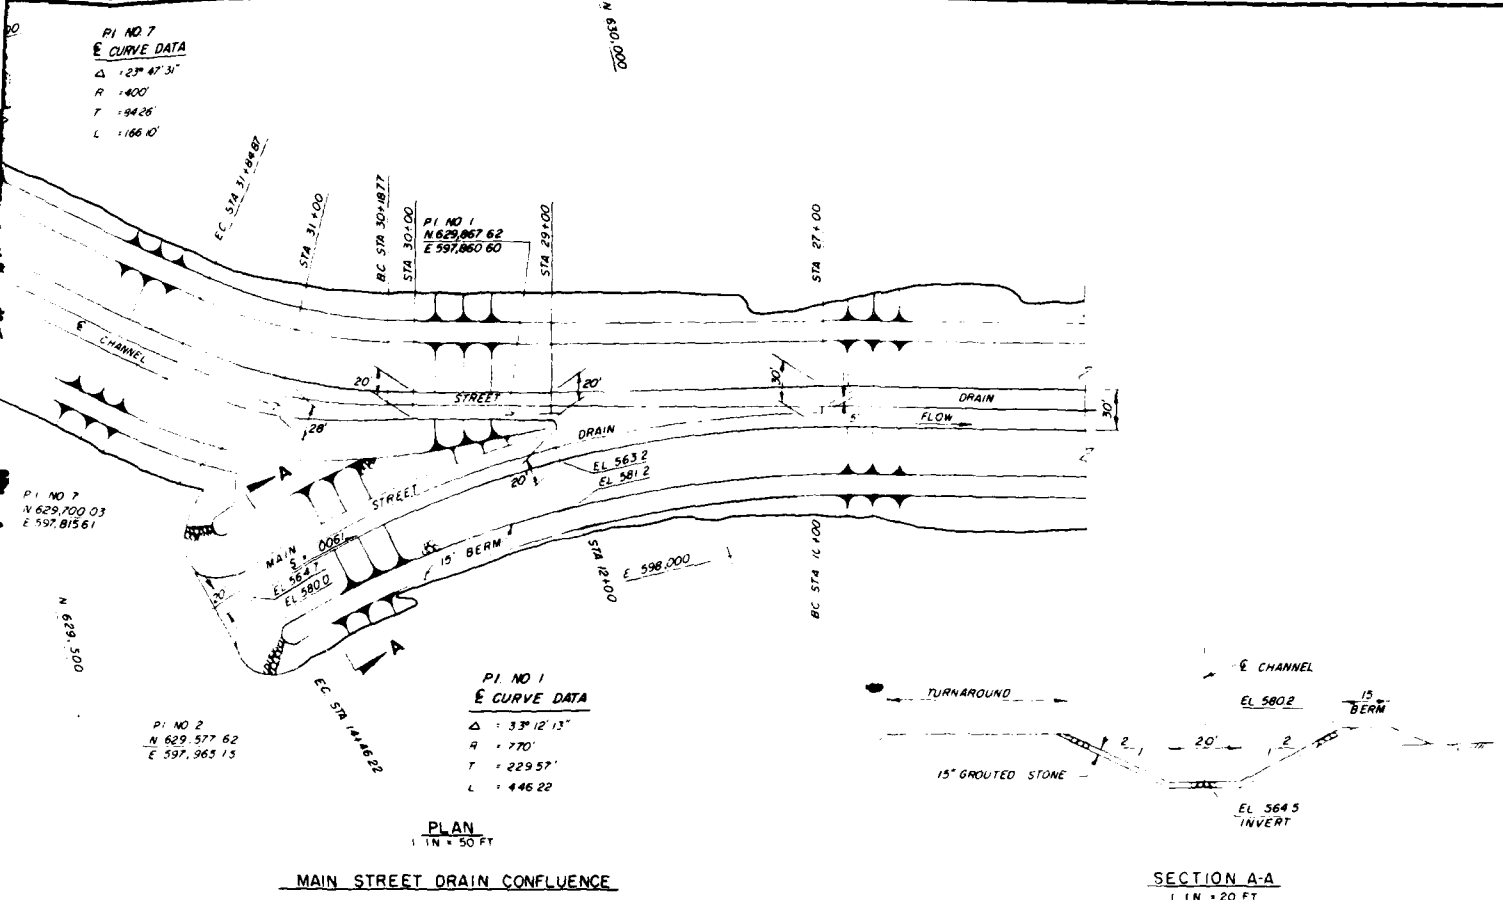 PI NO. 7
℄ CURVE DATA
Δ = 23° 47' 31"
R = 400'
T = 84.26'
L = 166.10'
N 630,000
EC STA 31+84.87
STA 31+00
BC STA 30+18.77
STA 30+00
PI NO 1
N 629,867.62
E 597,860.60
STA 29+00
STA 27+00
℄
CHANNEL
20'
STREET
20'
30'
DRAIN
30'
28'
DRAIN
5'
FLOW
EL 563.2
EL 581.2
20'
STREET
A
PI NO 7
N 629,700.03
E 597,815.61
MAIN
S = .0061
EL 564.7
EL 580.0
15' BERM
20'
STA 12+00
E 598,000
BC STA 10+00
N 629,500
A
EC STA 14+46.22
PI NO 2
N 629,577.62
E 597,965.15
PI. NO 1
℄ CURVE DATA
Δ = 33° 12' 13"
R = 770'
T = 229.57'
L = 446.22
PLAN
1 IN = 50 FT
MAIN STREET DRAIN CONFLUENCE
℄ CHANNEL
TURNAROUND
EL 580.2
15
BERM
2
20'
2
15" GROUTED STONE
EL 564.5
INVERT
SECTION A-A
1 IN = 20 FT